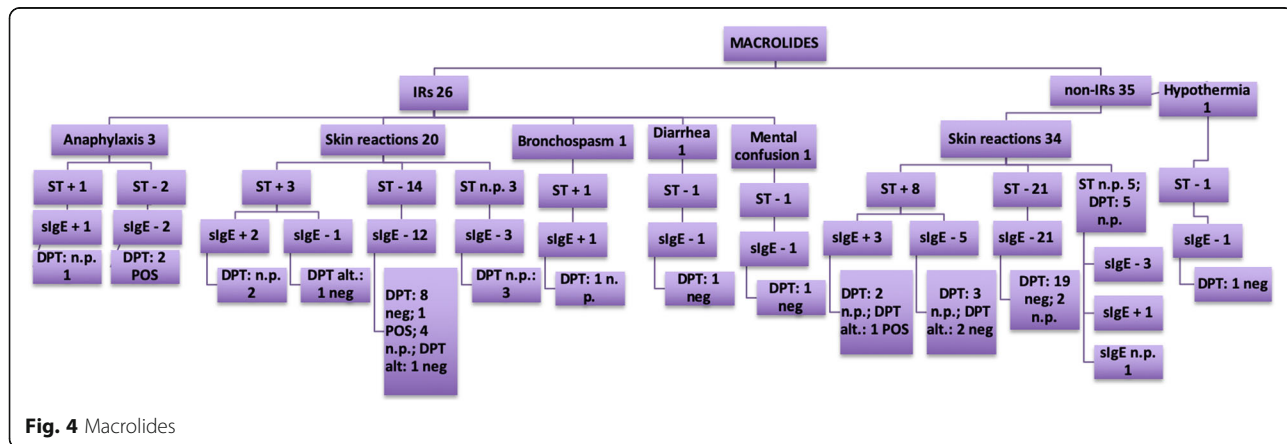 MACROLIDES
IRs 26
non-IRs 35
Hypothermia
1
Anaphylaxis 3
Skin reactions 20
Bronchospasm 1
Diarrhea
1
Mental
confusion 1
Skin reactions 34
ST + 1
ST - 2
ST + 3
ST - 14
ST n.p. 3
ST + 1
ST - 1
ST - 1
ST + 8
ST - 21
ST n.p. 5;
DPT: 5
n.p.
ST - 1
sIgE + 1
sIgE - 2
sIgE + 2
sIgE - 1
sIgE - 12
sIgE - 3
sIgE + 1
sIgE - 1
sIgE - 1
sIgE + 3
sIgE - 5
sIgE - 21
sIgE - 3
sIgE + 1
sIgE n.p.
1
sIgE - 1
DPT: n.p.
1
DPT: 2
POS
DPT: n.p.
2
DPT alt.:
1 neg
DPT: 8
neg; 1
POS; 4
n.p.; DPT
alt: 1 neg
DPT n.p.:
3
DPT: 1 n.
p.
DPT: 1
neg
DPT: 1
neg
DPT: 2
n.p.; DPT
alt.: 1 POS
DPT: 3
n.p.; DPT
alt.: 2 neg
DPT: 19
neg; 2
n.p.
DPT: 1 neg
Fig. 4 Macrolides